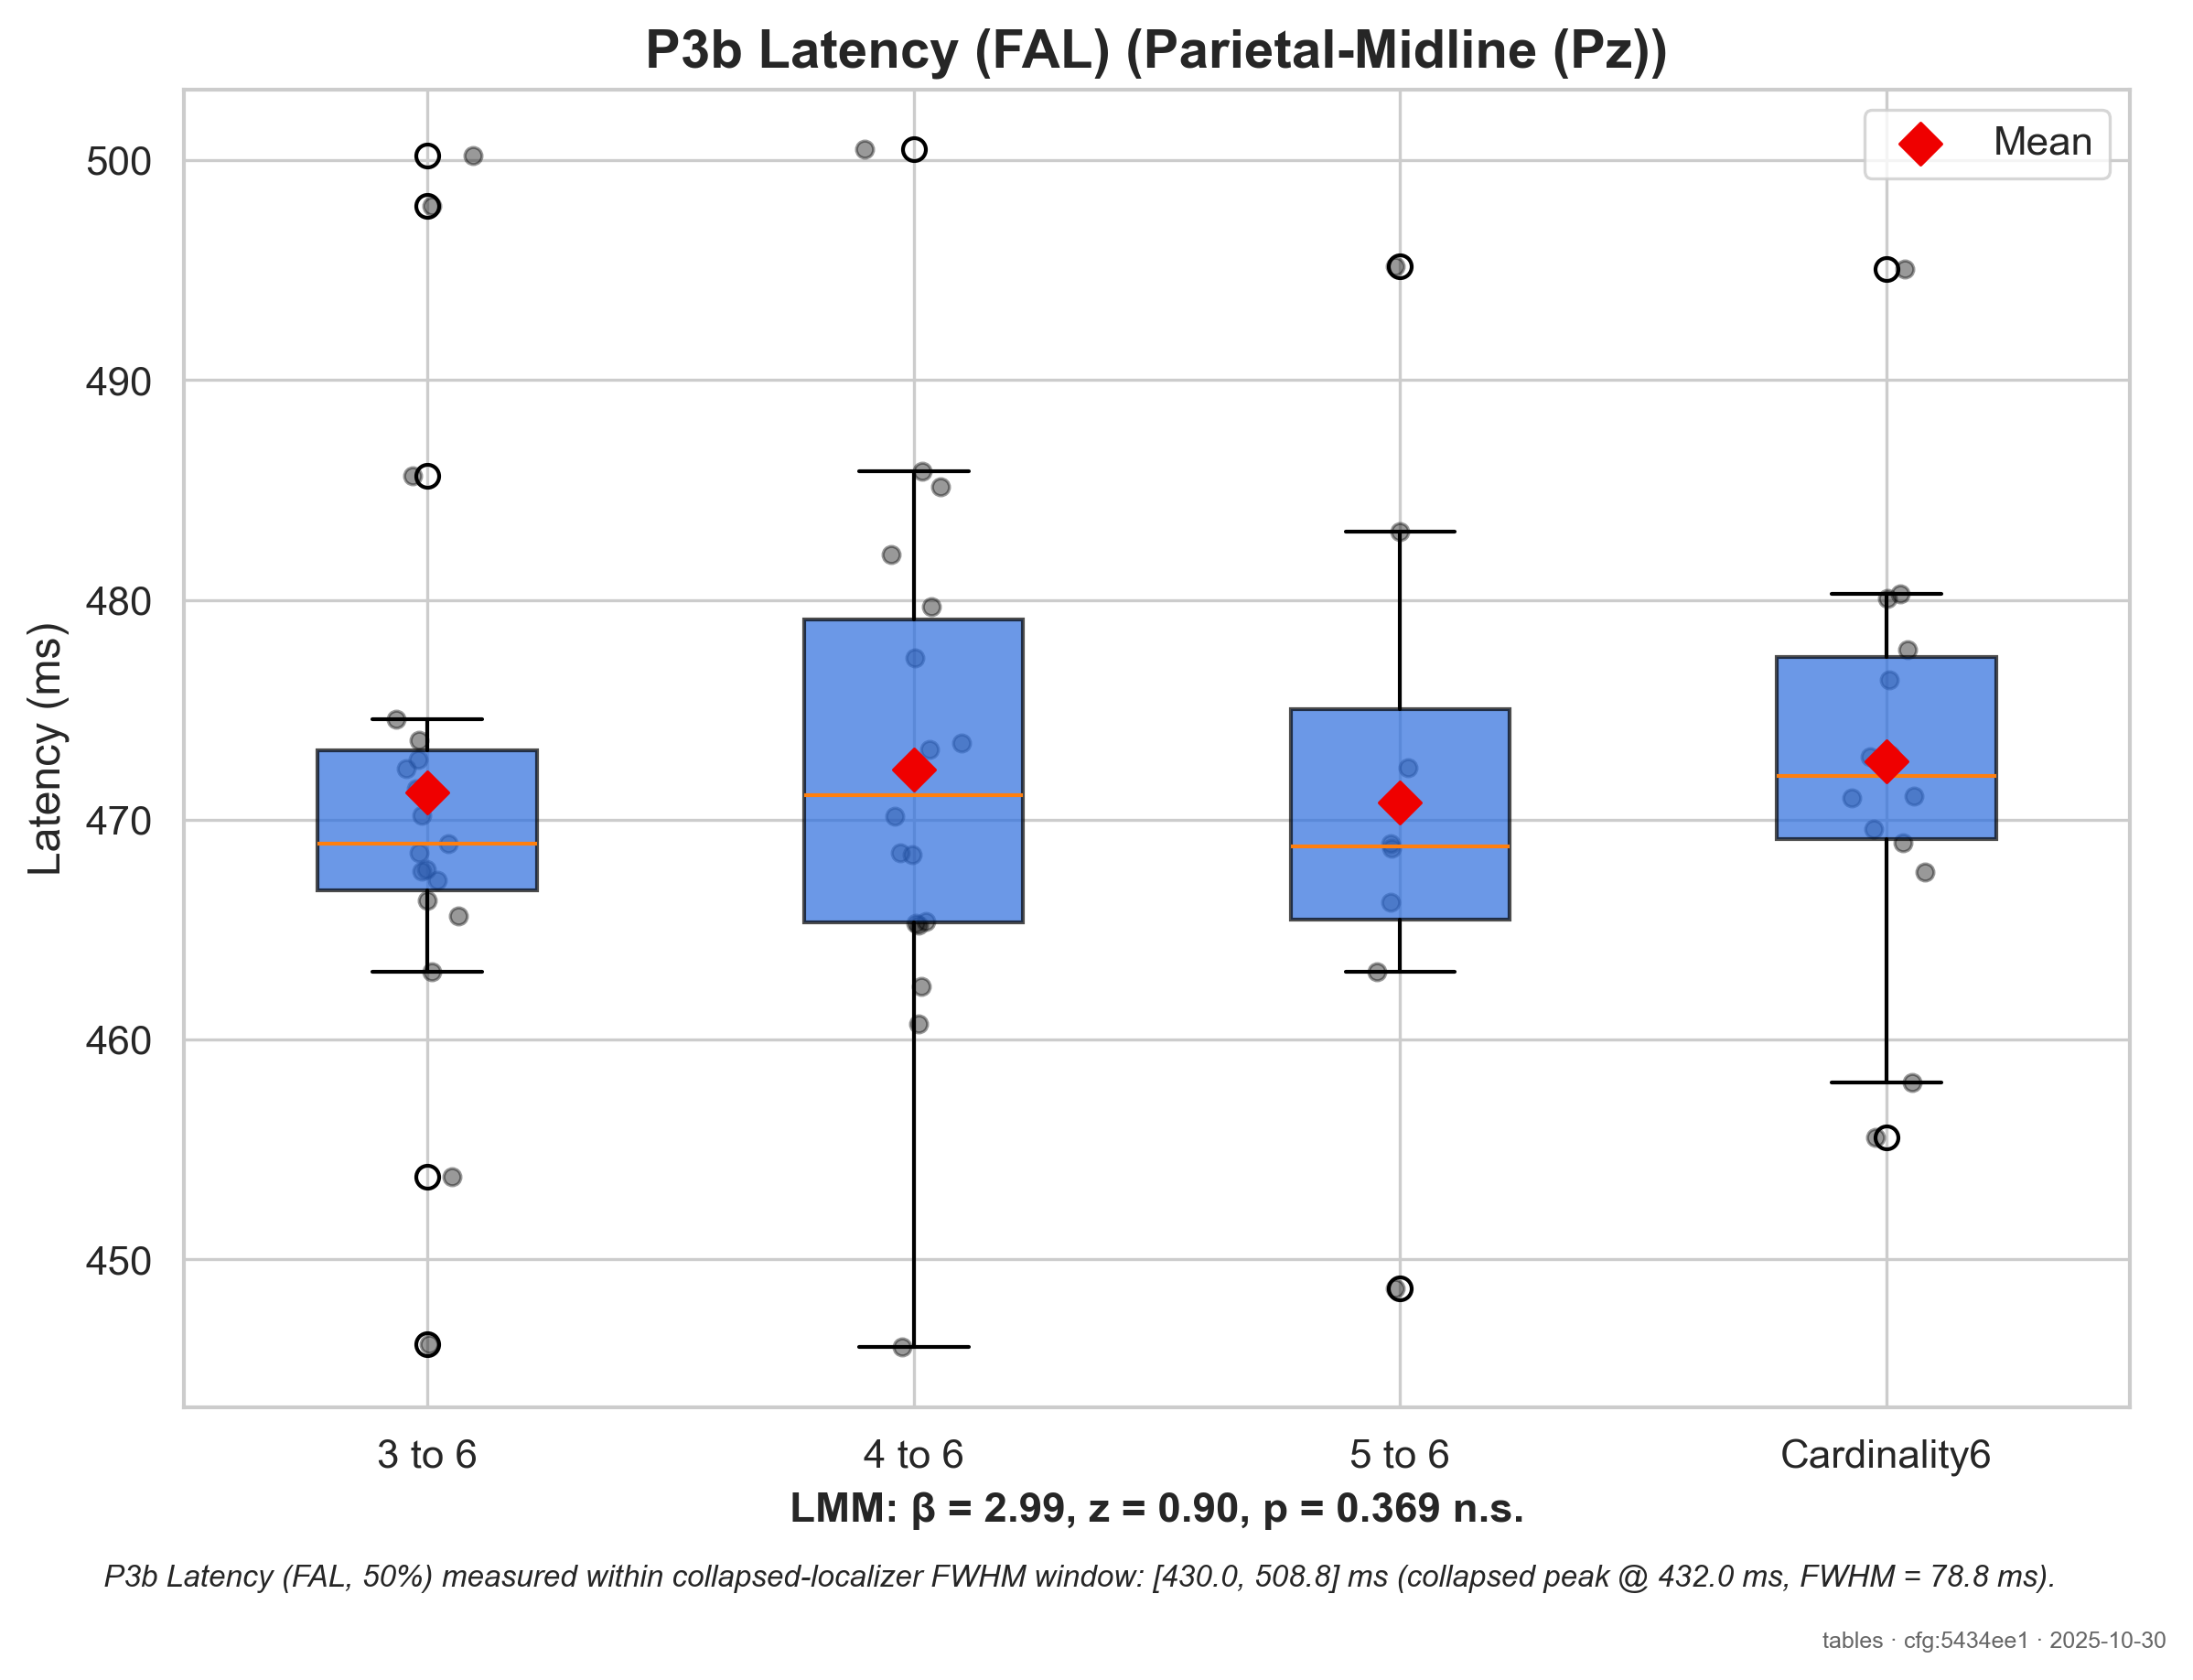 P3b Latency (FAL) (Parietal-Midline (Pz))
Mean
Latency (ms)
500
490
480
470
460
450
3 to 6
4 to 6
5 to 6
Cardinality6
LMM: β = 2.99, z = 0.90, p = 0.369 n.s.
P3b Latency (FAL, 50%) measured within collapsed-localizer FWHM window: [430.0, 508.8] ms (collapsed peak @ 432.0 ms, FWHM = 78.8 ms).
tables · cfg:5434ee1 · 2025-10-30